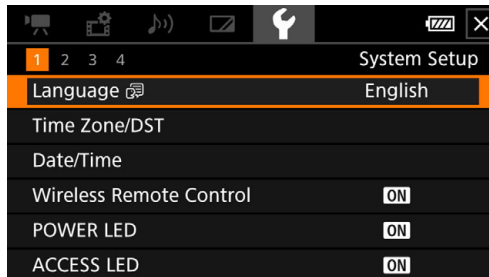 1 2 3 4 System Setup
Language English
Time Zone/DST
Date/Time
Wireless Remote Control ON
POWER LED ON
ACCESS LED ON